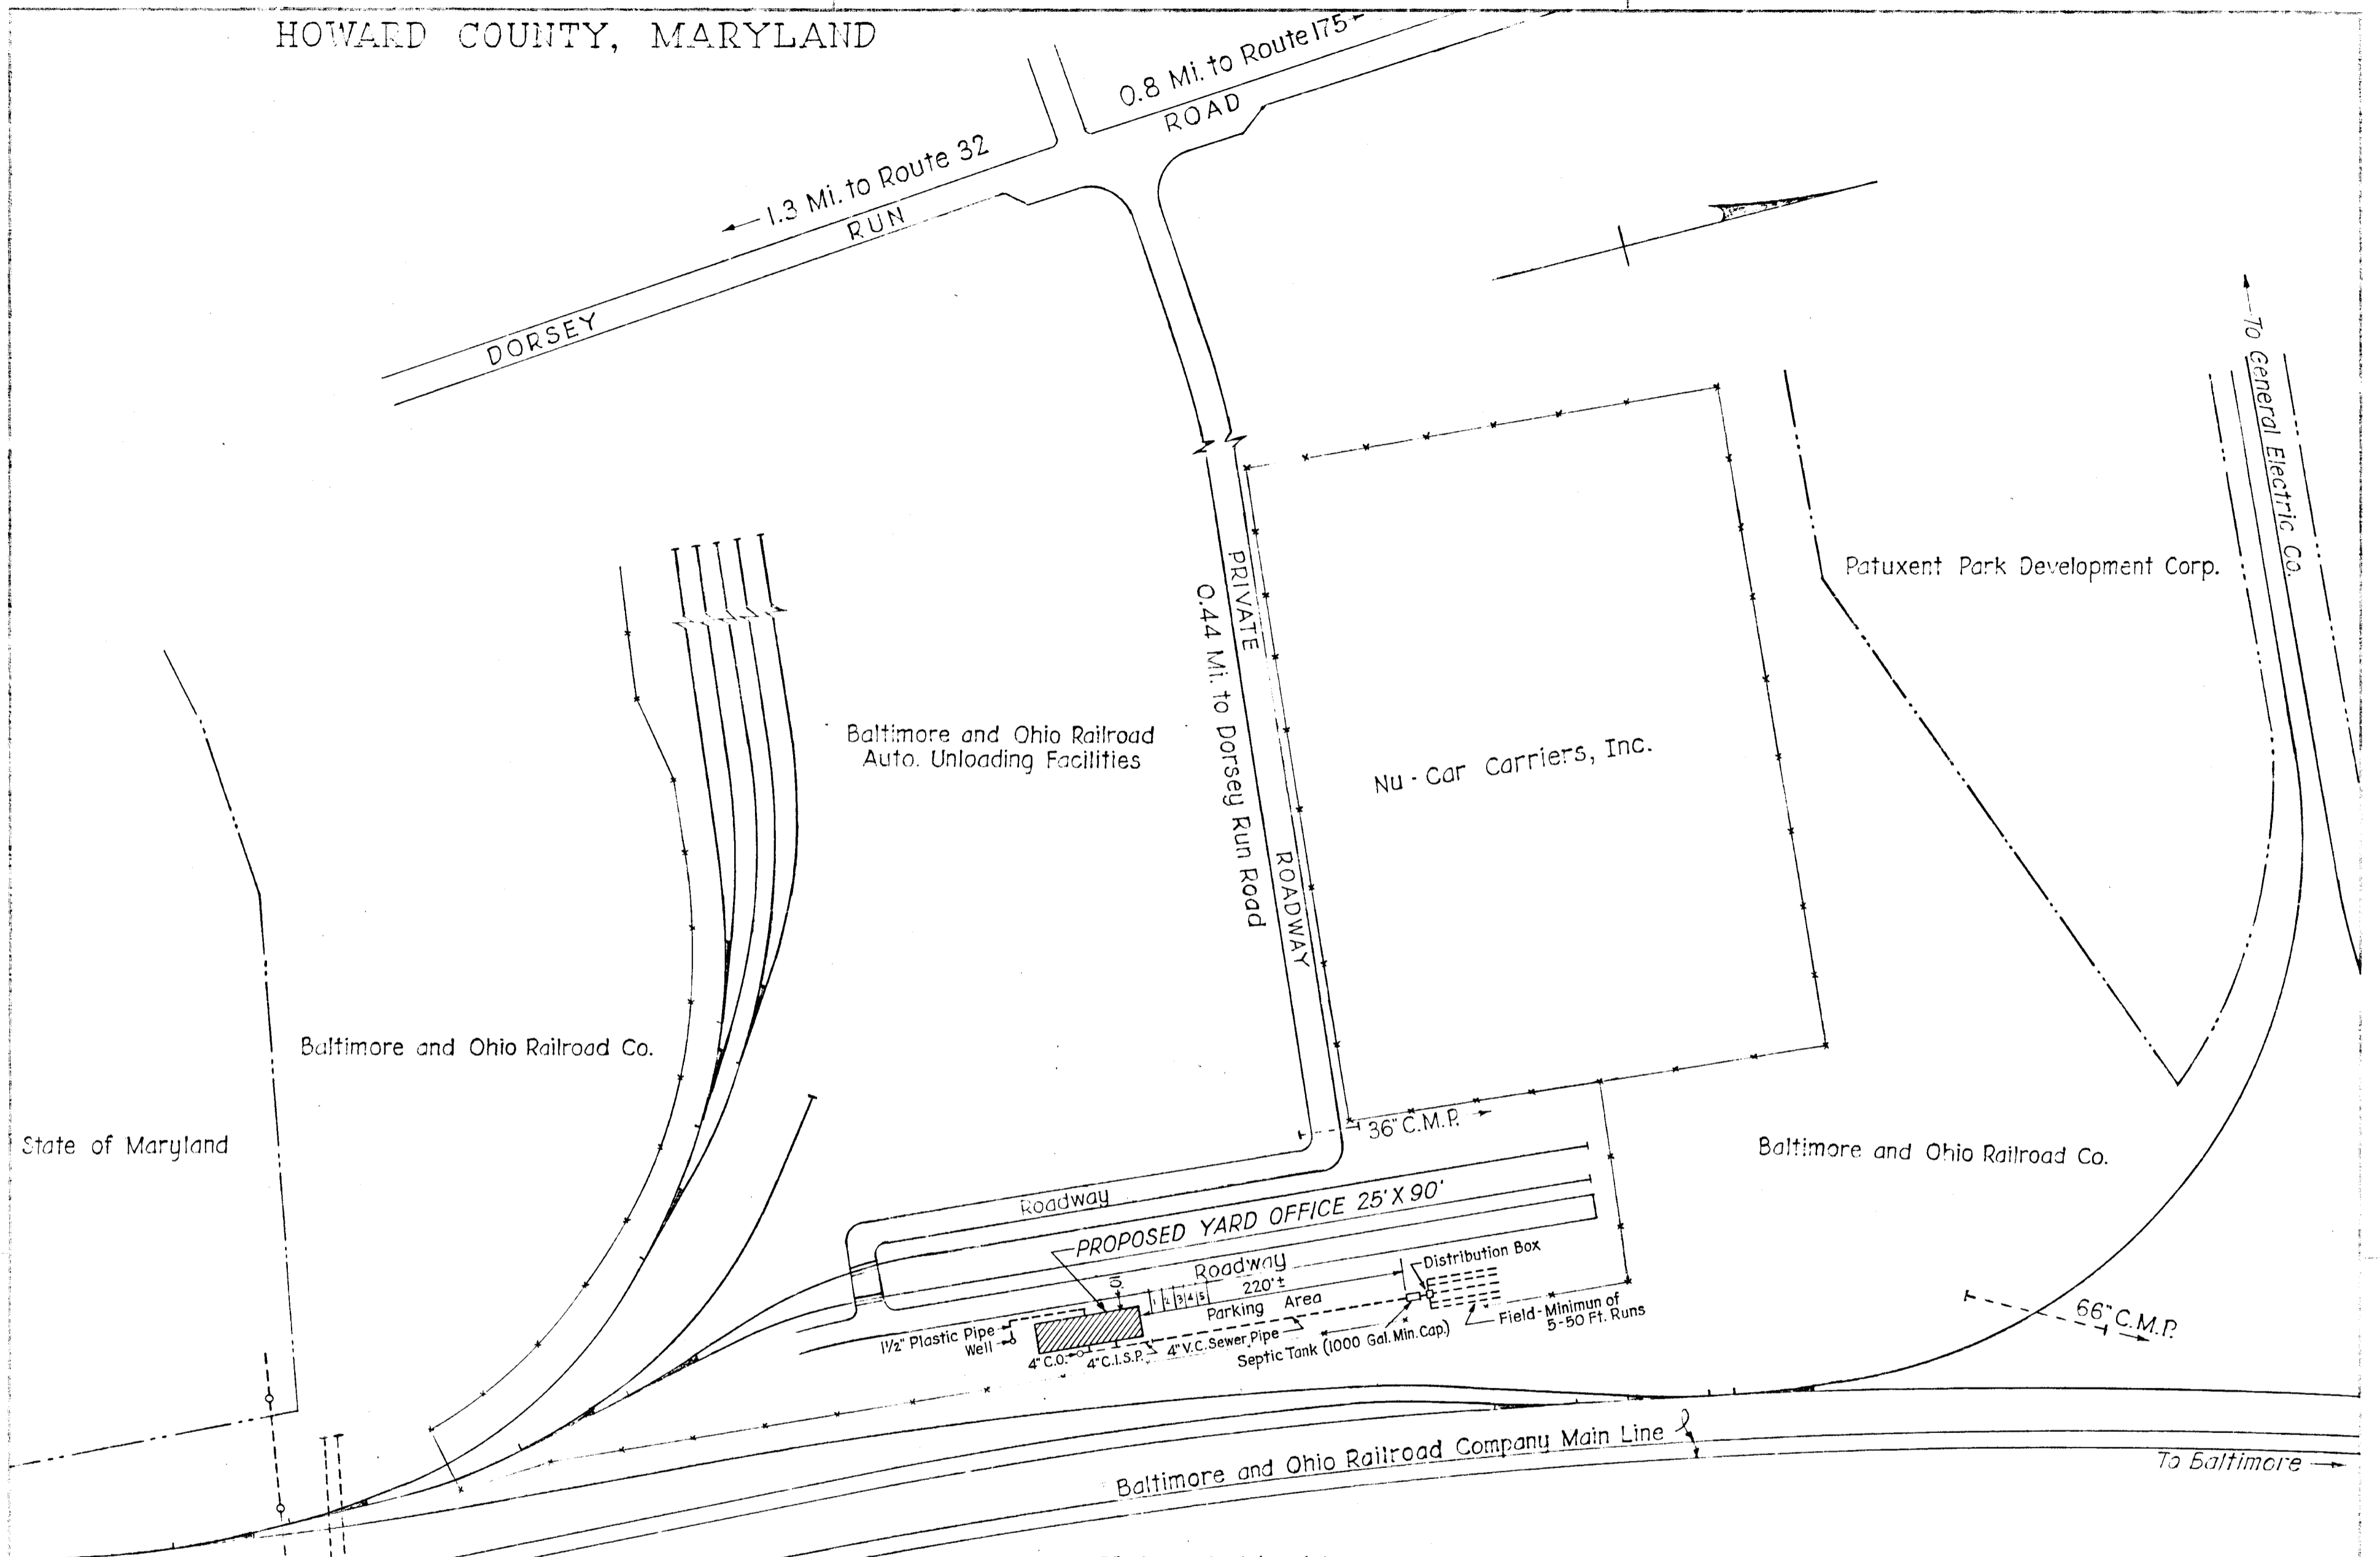 HOWARD COUNTY, MARYLAND
0.8 Mi. to Route 175
ROAD
1.3 Mi. to Route 32
RUN
DORSEY
To General Electric Co.
PRIVATE
0.44 Mi. to Dorsey Run Road
ROADWAY
Patuxent Park Development Corp.
Baltimore and Ohio Railroad
Auto. Unloading Facilities
Nu-Car Carriers, Inc.
Baltimore and Ohio Railroad Co.
State of Maryland
36" C.M.P.
Baltimore and Ohio Railroad Co.
Roadway
PROPOSED YARD OFFICE 25' X 90'
Roadway
Distribution Box
10'
1 2 3 4 5
220'±
Parking Area
1½" Plastic Pipe
Well
4" C.O.
4" C.I.S.P.
4" V.C. Sewer Pipe
Septic Tank (1000 Gal. Min. Cap.)
Field-Minimun of
5-50 Ft. Runs
66" C.M.P.
Baltimore and Ohio Railroad Company Main Line
To Baltimore